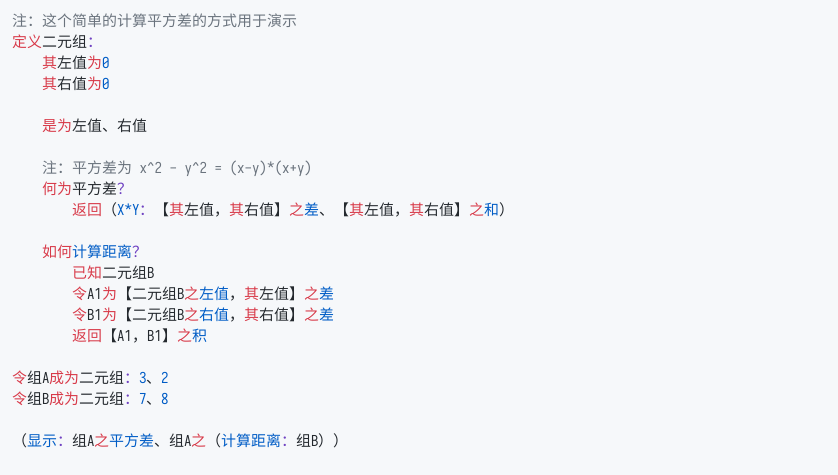 注：这个简单的计算平方差的方式用于演示
定义二元组：
    其左值为0
    其右值为0

    是为左值、右值

    注：平方差为 x^2 - y^2 = (x-y)*(x+y)
    何为平方差？
        返回（X*Y：【其左值，其右值】之差、【其左值，其右值】之和）

    如何计算距离？
        已知二元组B
        令A1为【二元组B之左值，其左值】之差
        令B1为【二元组B之右值，其右值】之差
        返回【A1，B1】之积

令组A成为二元组：3、2
令组B成为二元组：7、8

（显示：组A之平方差、组A之（计算距离：组B））